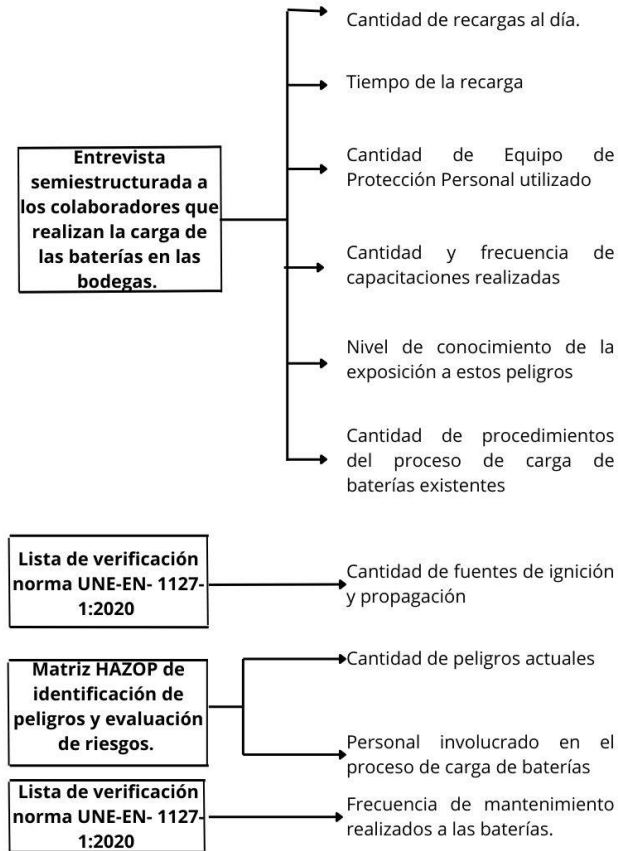 Cantidad de recargas al día.
Tiempo de la recarga
Entrevista
semiestructurada a
los colaboradores que
realizan la carga de
las baterías en las
bodegas.
Cantidad de Equipo de
Protección Personal utilizado
Cantidad y frecuencia de
capacitaciones realizadas
Nivel de conocimiento de la
exposición a estos peligros
Cantidad de procedimientos
del proceso de carga de
baterías existentes
Lista de verificación
norma UNE-EN- 1127-
1:2020
Cantidad de fuentes de ignición
y propagación
Matriz HAZOP de
identificación de
peligros y evaluación
de riesgos.
Cantidad de peligros actuales
Personal involucrado en el
proceso de carga de baterías
Lista de verificación
norma UNE-EN- 1127-
1:2020
Frecuencia de mantenimiento
realizados a las baterías.